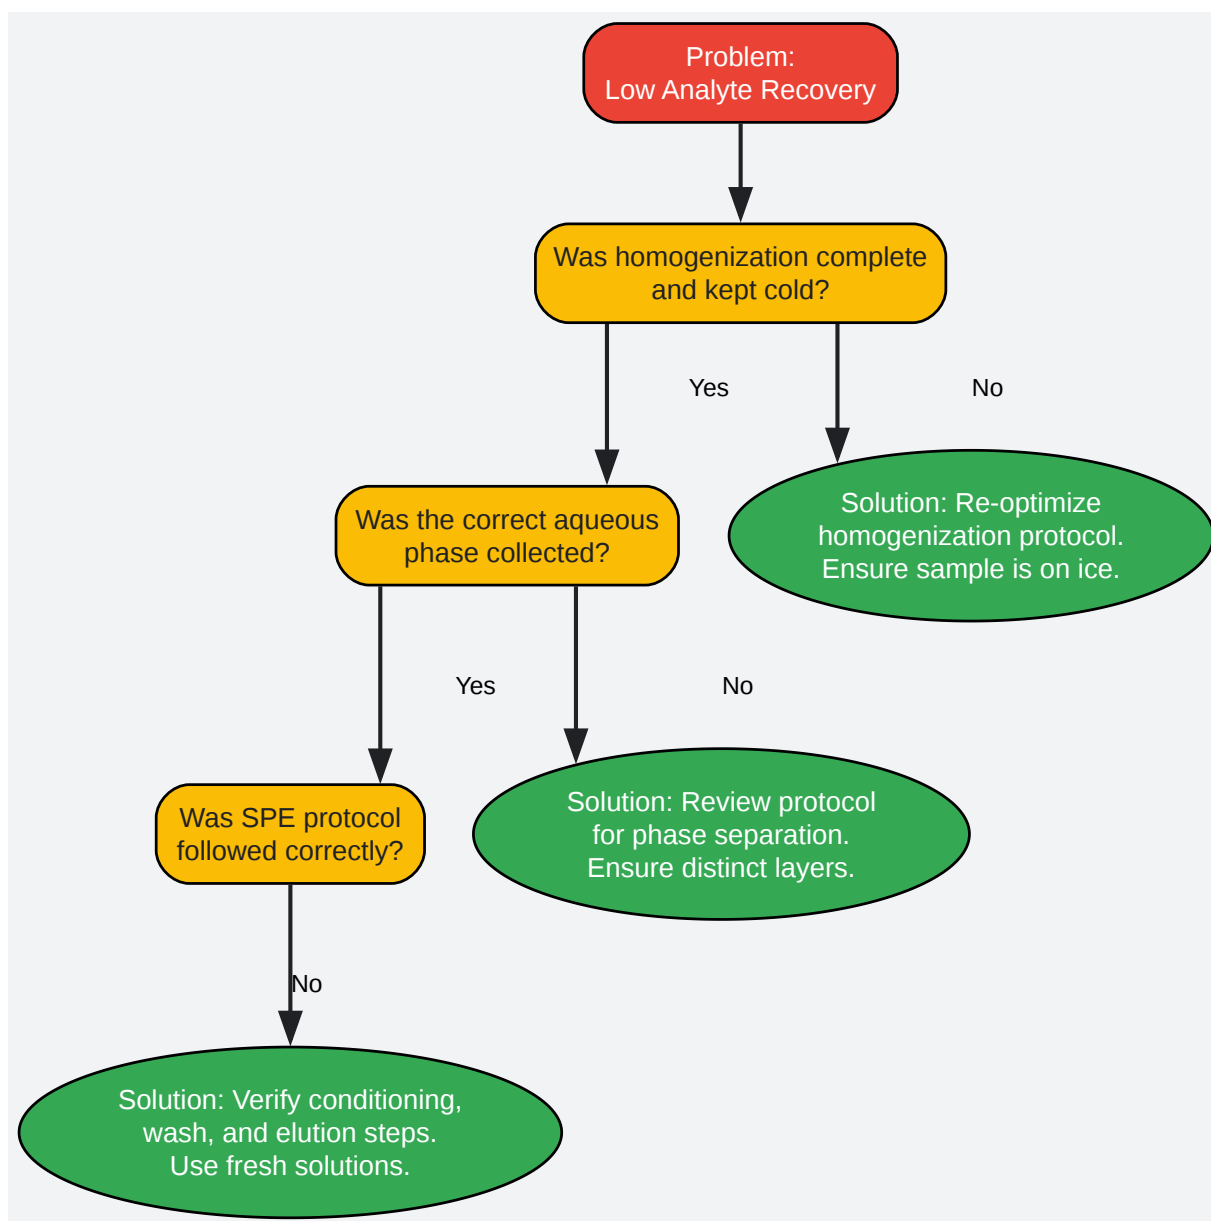 Problem:
Low Analyte Recovery
Was homogenization complete
and kept cold?
Yes
No
Solution: Re-optimize
homogenization protocol.
Ensure sample is on ice.
Was the correct aqueous
phase collected?
Yes
No
Solution: Review protocol
for phase separation.
Ensure distinct layers.
Was SPE protocol
followed correctly?
No
Solution: Verify conditioning,
wash, and elution steps.
Use fresh solutions.